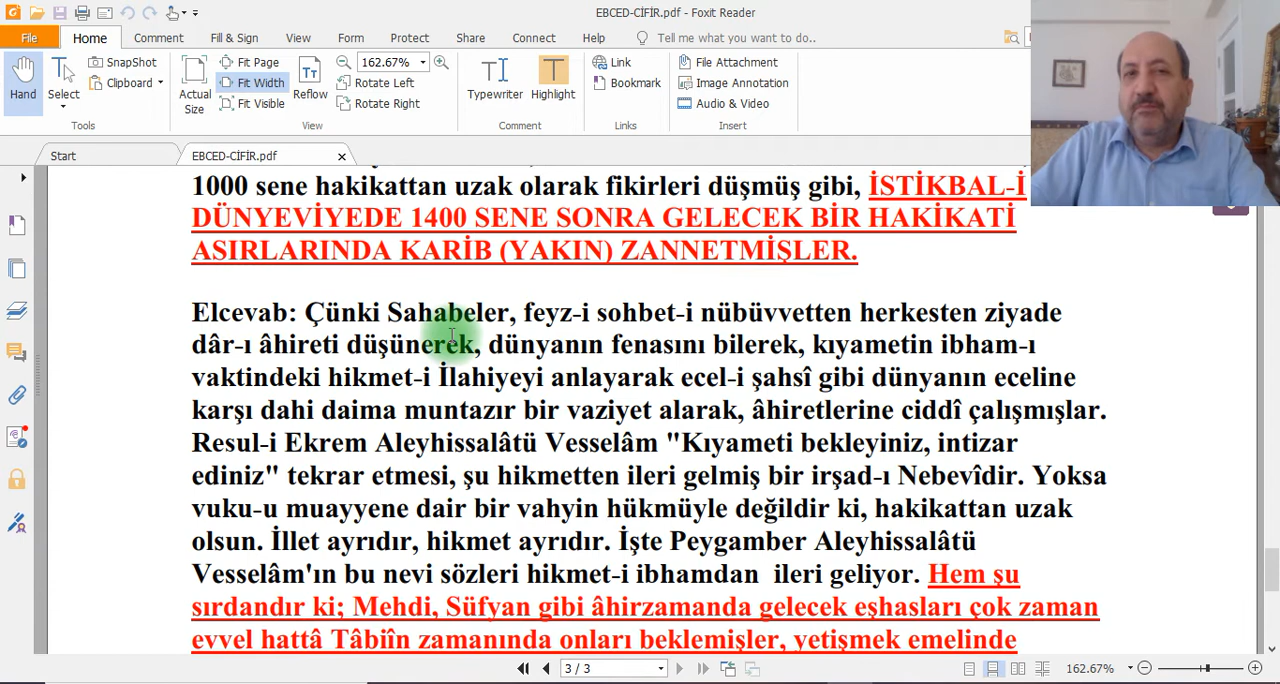 EBCED-CİFİR.pdf - Foxit Reader
File Home Comment Fill & Sign View Form Protect Share Connect Help Tell me what you want to do..
SnapShot Fit Page 162.67% Link File Attachment
Hand Select Clipboard Actual Size Fit Width Reflow Rotate Left Typewriter Highlight Bookmark Image Annotation
Fit Visible Rotate Right Audio & Video
Tools View Comment Links Insert
Start EBCED-CİFİR.pdf
1000 sene hakikattan uzak olarak fikirleri düşmüş gibi, İSTİKBAL-İ
DÜNYEVİYEDE 1400 SENE SONRA GELECEK BİR HAKİKATİ
ASIRLARINDA KARİB (YAKIN) ZANNETMİŞLER.
Elcevab: Çünki Sahabeler, feyz-i sohbet-i nübüvvetten herkesten ziyade
dâr-ı âhireti düşünerek, dünyanın fenasını bilerek, kıyametin ibham-ı
vaktindeki hikmet-i İlahiyeyi anlayarak ecel-i şahsî gibi dünyanın eceline
karşı dahi daima muntazır bir vaziyet alarak, âhiretlerine ciddî çalışmışlar.
Resul-i Ekrem Aleyhissalâtü Vesselâm "Kıyameti bekleyiniz, intizar
ediniz" tekrar etmesi, şu hikmetten ileri gelmiş bir irşad-ı Nebevîdir. Yoksa
vuku-u muayyene dair bir vahyin hükmüyle değildir ki, hakikattan uzak
olsun. İllet ayrıdır, hikmet ayrıdır. İşte Peygamber Aleyhissalâtü
Vesselâm'ın bu nevi sözleri hikmet-i ibhamdan ileri geliyor. Hem şu
sırdandır ki; Mehdi, Süfyan gibi âhirzamanda gelecek eşhasları çok zaman
evvel hattâ Tâbiîn zamanında onları beklemişler, yetişmek emelinde
3 / 3 162.67%